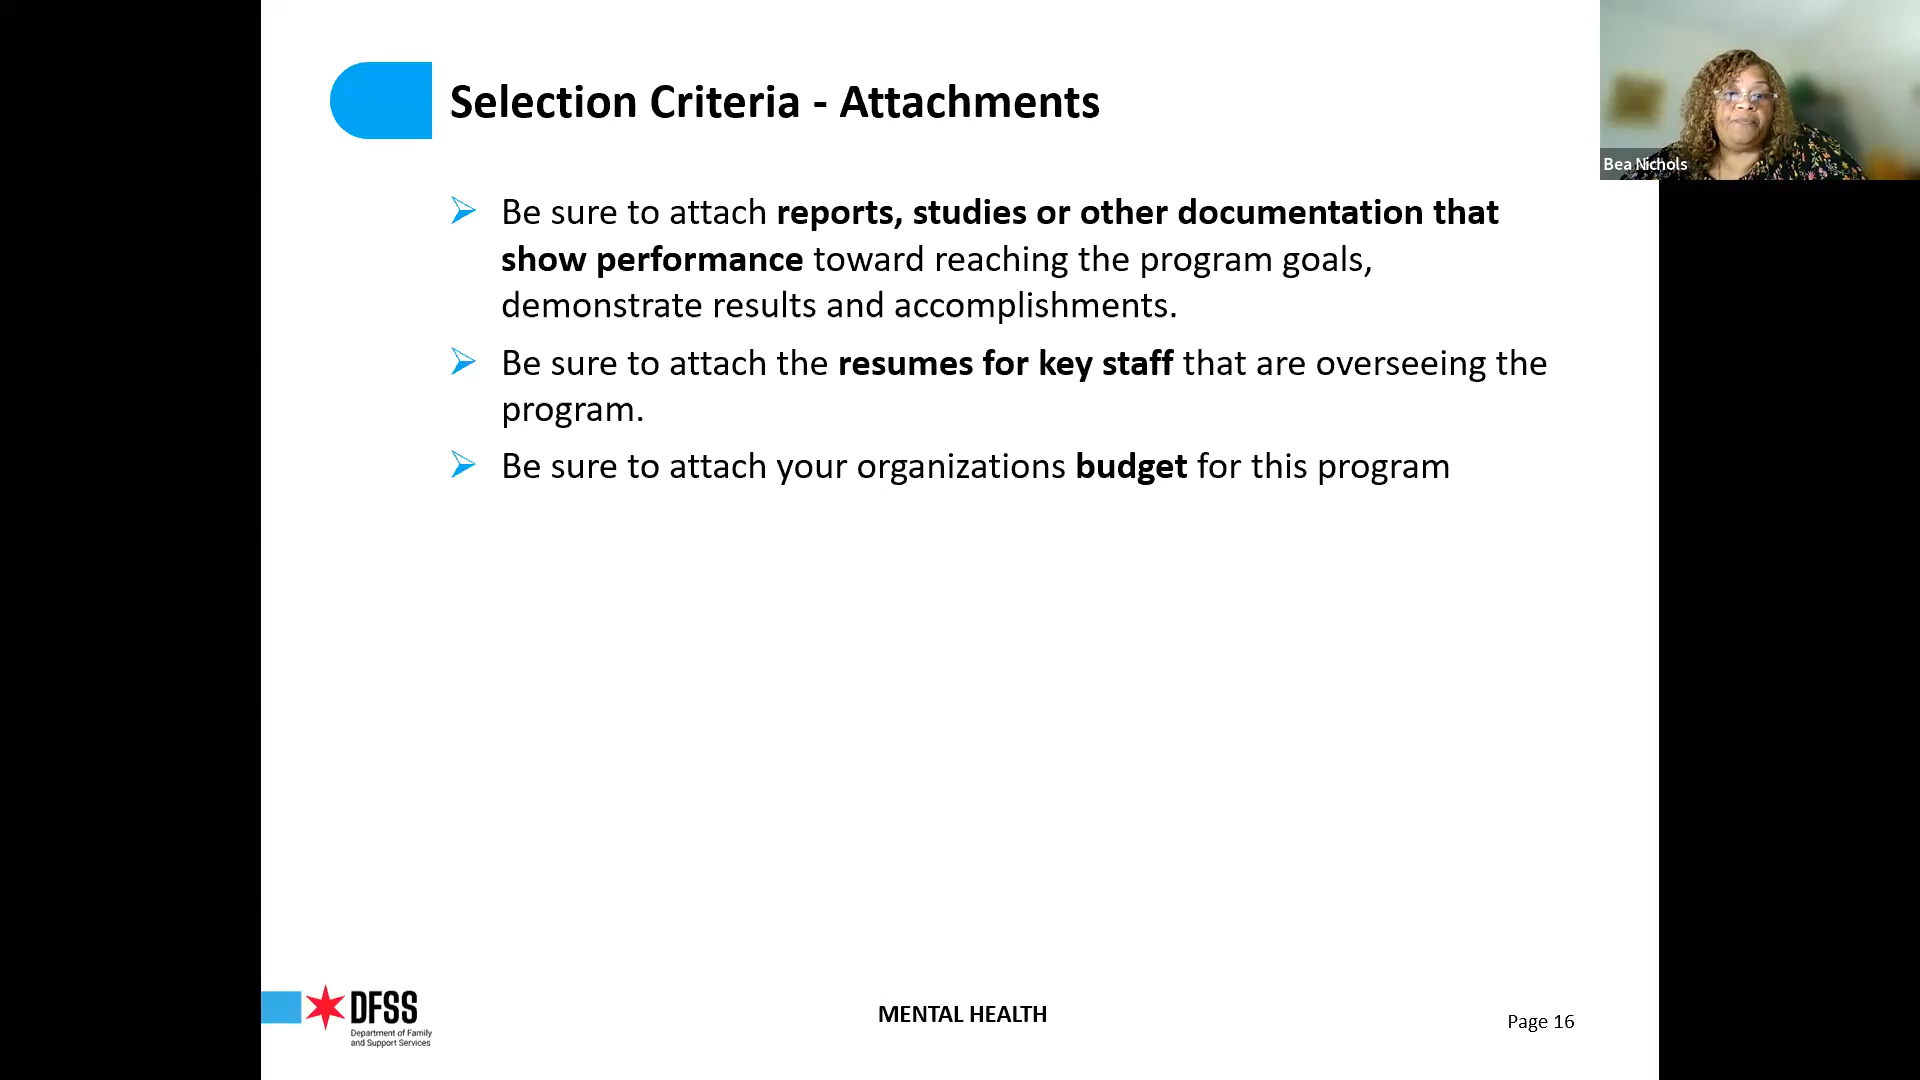 Selection Criteria - Attachments
Bea Nichols
Be sure to attach reports, studies or other documentation that
show performance toward reaching the program goals,
demonstrate results and accomplishments.
Be sure to attach the resumes for key staff that are overseeing the
program.
Be sure to attach your organizations budget for this program
DFSS
Department of Family
and Support Services
MENTAL HEALTH
Page 16